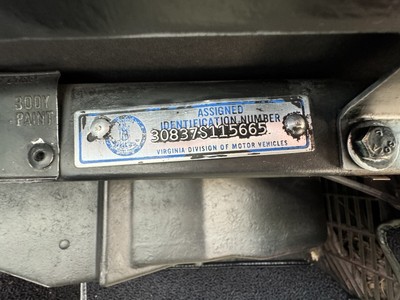 BODY
PAINT
ASSIGNED
IDENTIFICATION NUMBER
30837S115665
VIRGINIA DIVISION OF MOTOR VEHICLES